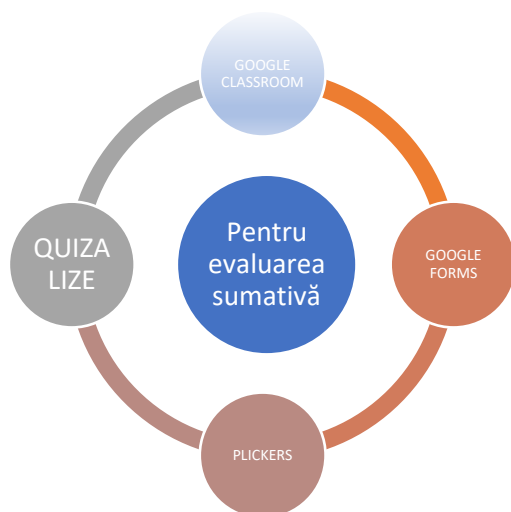 GOOGLE
CLASSROOM
QUIZA
LIZE
Pentru
evaluarea
sumativă
GOOGLE
FORMS
PLICKERS